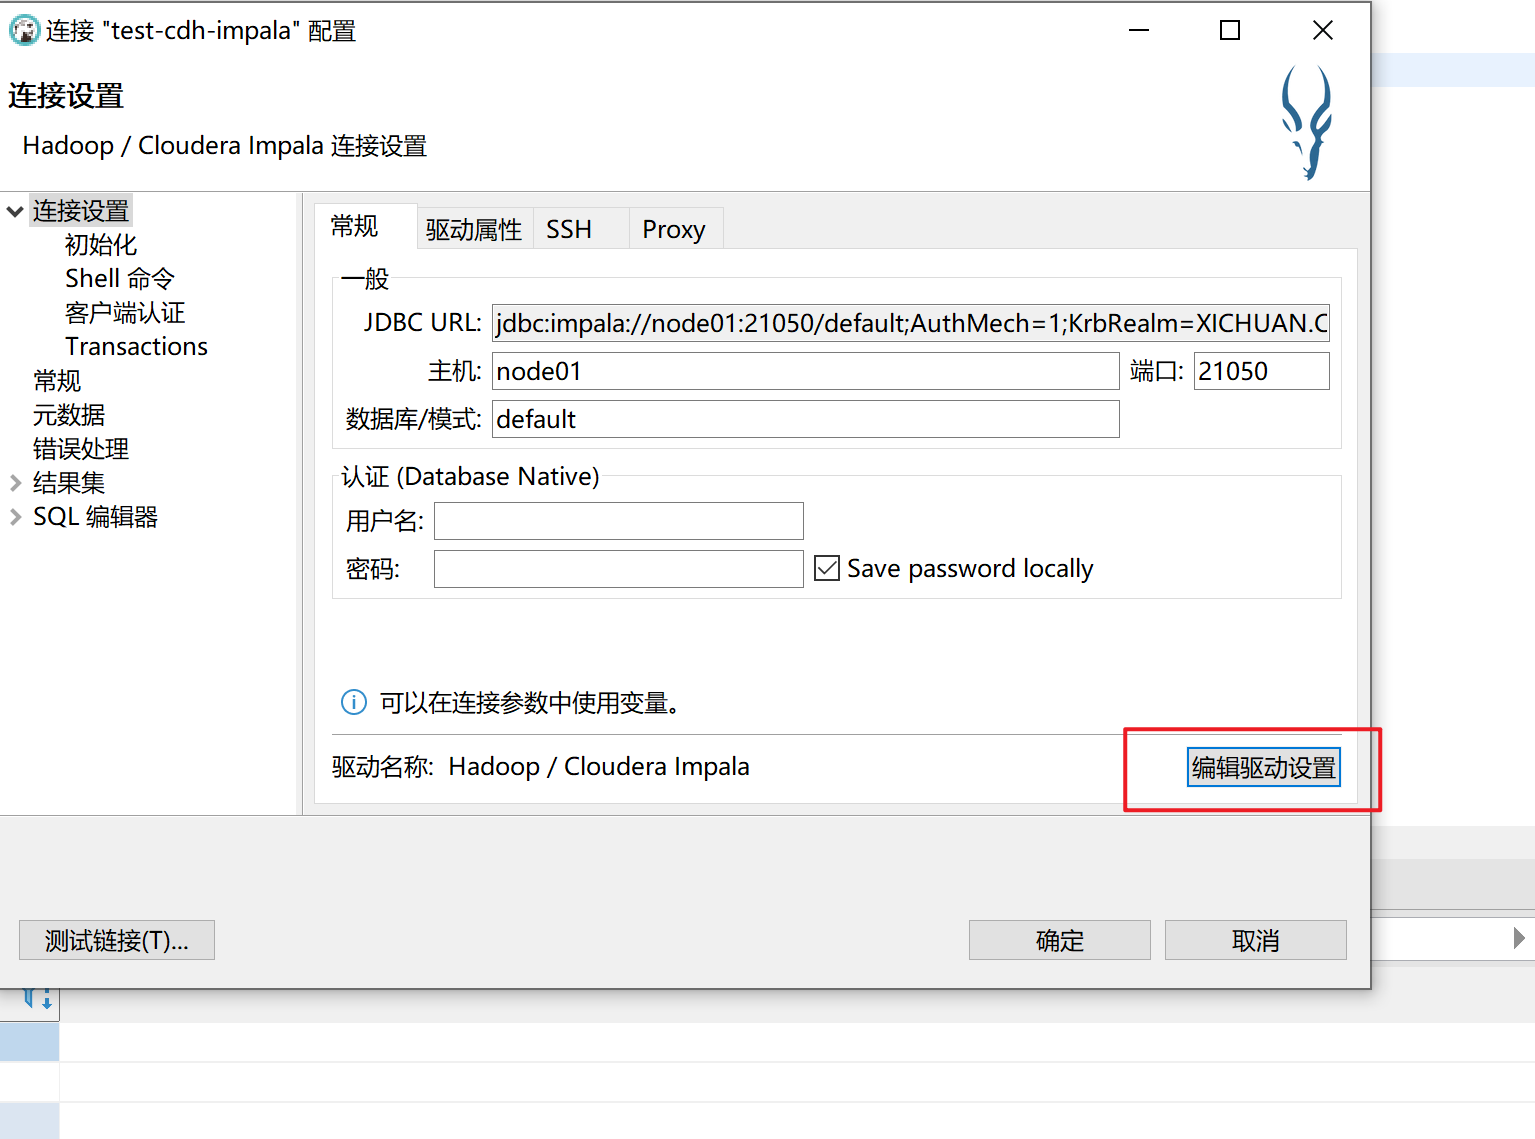 连接 "test-cdh-impala" 配置
连接设置
Hadoop / Cloudera Impala 连接设置
连接设置
初始化
Shell 命令
客户端认证
Transactions
常规
元数据
错误处理
结果集
SQL 编辑器
常规 驱动属性 SSH Proxy
一般
JDBC URL: jdbc:impala://node01:21050/default;AuthMech=1;KrbRealm=XICHUAN.C
主机: node01 端口: 21050
数据库/模式: default
认证 (Database Native)
用户名:
密码: Save password locally
可以在连接参数中使用变量。
驱动名称: Hadoop / Cloudera Impala 编辑驱动设置
测试链接(T)... 确定 取消